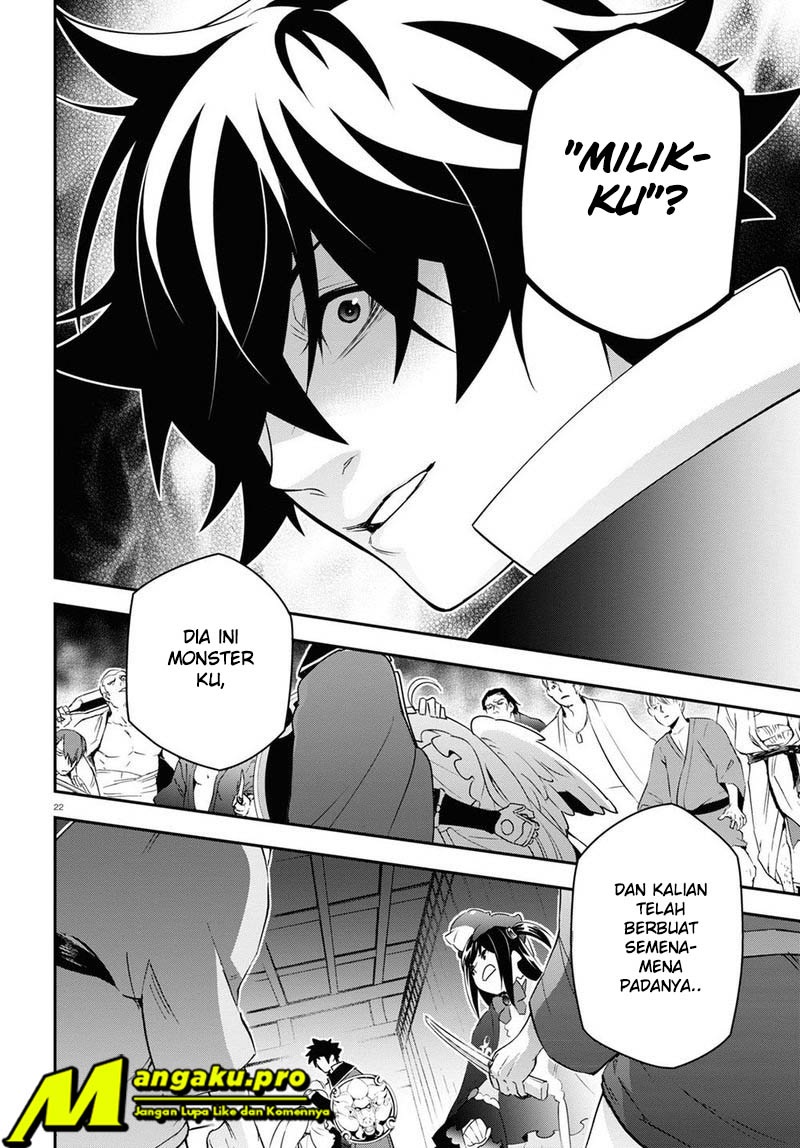 "MILIK-
KU"?
DIA INI
MONSTER
KU,
22
DAN KALIAN
TELAH
BERBUAT
SEMENA-
MENA
PADANYA..
Mangaku.pro
Jangan Lupa Like dan Komennya